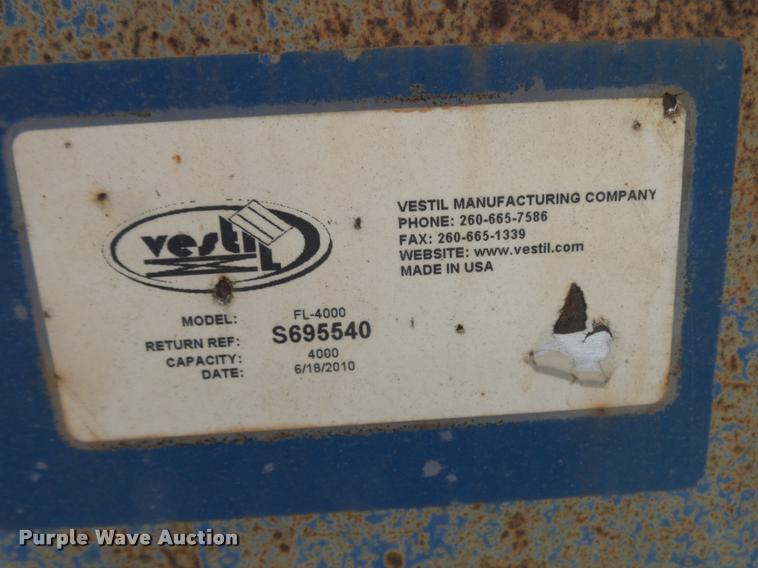 vestil
VESTIL MANUFACTURING COMPANY
PHONE: 260-665-7586
FAX: 260-665-1339
WEBSITE: www.vestil.com
MADE IN USA
MODEL: FL-4000
RETURN REF: S695540
CAPACITY: 4000
DATE: 6/18/2010
Purple Wave Auction